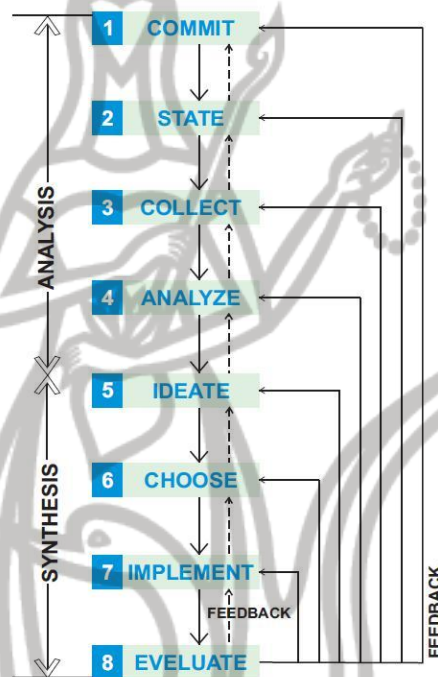 1 COMMIT
2 STATE
3 COLLECT
ANALYSIS
4 ANALYZE
5 IDEATE
6 CHOOSE
SYNTHESIS
7 IMPLEMENT
FEEDBACK
FEEDBACK
8 EVELUATE